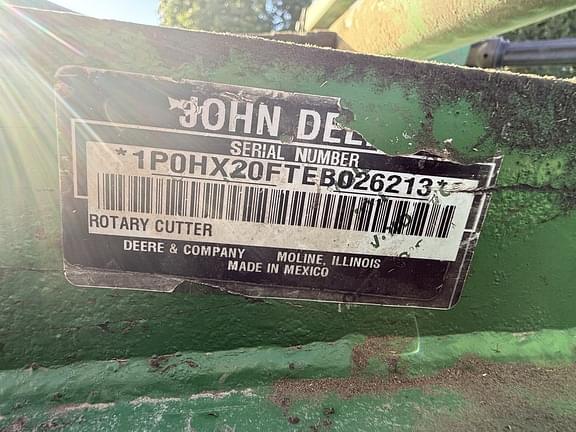 JOHN DEE
SERIAL NUMBER
*1P0HX20FTEB026213*
ROTARY CUTTER
DEERE & COMPANY MOLINE, ILLINOIS
MADE IN MEXICO